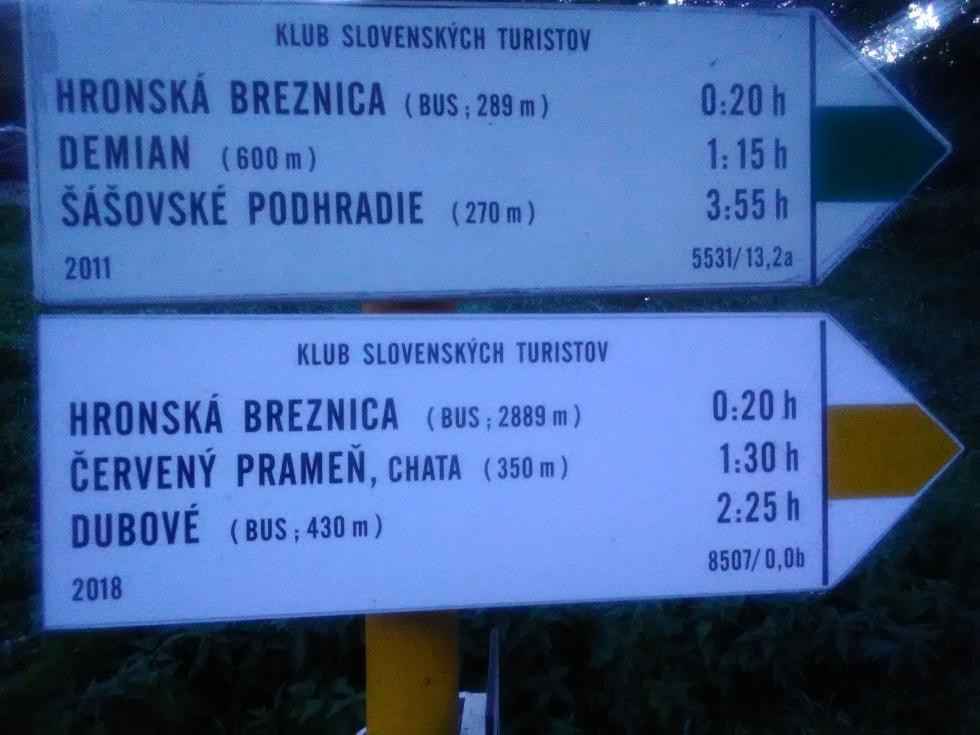 KLUB SLOVENSKÝCH TURISTOV
HRONSKÁ BREZNICA (BUS; 289 m) 0:20 h
DEMIAN (600 m) 1:15 h
ŠÁŠOVSKÉ PODHRADIE (270 m) 3:55 h
2011 5531/13,2a
KLUB SLOVENSKÝCH TURISTOV
HRONSKÁ BREZNICA (BUS; 2889 m) 0:20 h
ČERVENÝ PRAMEŇ, CHATA (350 m) 1:30 h
DUBOVÉ (BUS; 430 m) 2:25 h
2018 8507/0,0b